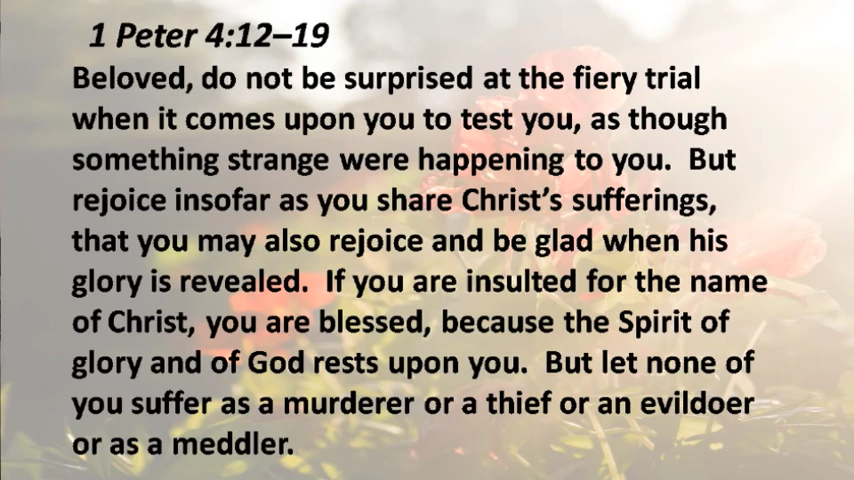 1 Peter 4:12–19
Beloved, do not be surprised at the fiery trial
when it comes upon you to test you, as though
something strange were happening to you.  But
rejoice insofar as you share Christ’s sufferings,
that you may also rejoice and be glad when his
glory is revealed.  If you are insulted for the name
of Christ, you are blessed, because the Spirit of
glory and of God rests upon you.  But let none of
you suffer as a murderer or a thief or an evildoer
or as a meddler.